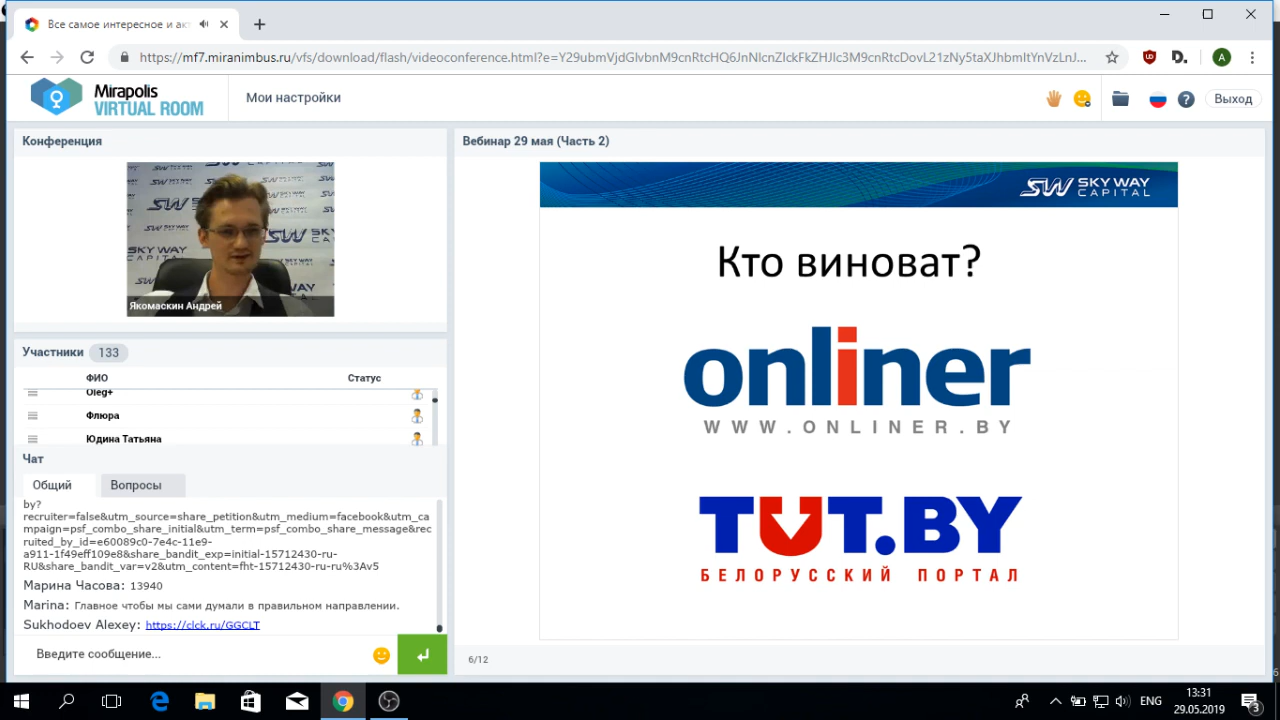 Все самое интересное и акт
https://mf7.miranimbus.ru/vfs/download/flash/videoconference.html?e=Y29ubmVjdGlvbnM9cnRtcHQ6JnNlcnZlckFkZHJlc3M9cnRtcDovL21zNy5taXJhbmltYnVzLnJ...
Mirapolis
VIRTUAL ROOM
Мои настройки
Выход
Конференция
Якомаскин Андрей
Участники 133
ФИО Статус
Oleg+
Флюра
Юдина Татьяна
Чат
Общий Вопросы
by?
recruiter=false&utm_source=share_petition&utm_medium=facebook&utm_ca
mpaign=psf_combo_share_initial&utm_term=psf_combo_share_message&rec
ruited_by_id=e60089c0-7e4c-11e9-
a911-1f49eff109e8&share_bandit_exp=initial-15712430-ru-
RU&share_bandit_var=v2&utm_content=fht-15712430-ru-ru%3Av5
Марина Часова: 13940
Marina: Главное чтобы мы сами думали в правильном направлении.
Sukhodoev Alexey: https://clck.ru/GGCLT
Введите сообщение...
Вебинар 29 мая (Часть 2)
SW SKY WAY
CAPITAL
Кто виноват?
onliner
WWW.ONLINER.BY
TUT.BY
БЕЛОРУССКИЙ ПОРТАЛ
6/12
ENG
13:31
29.05.2019
3